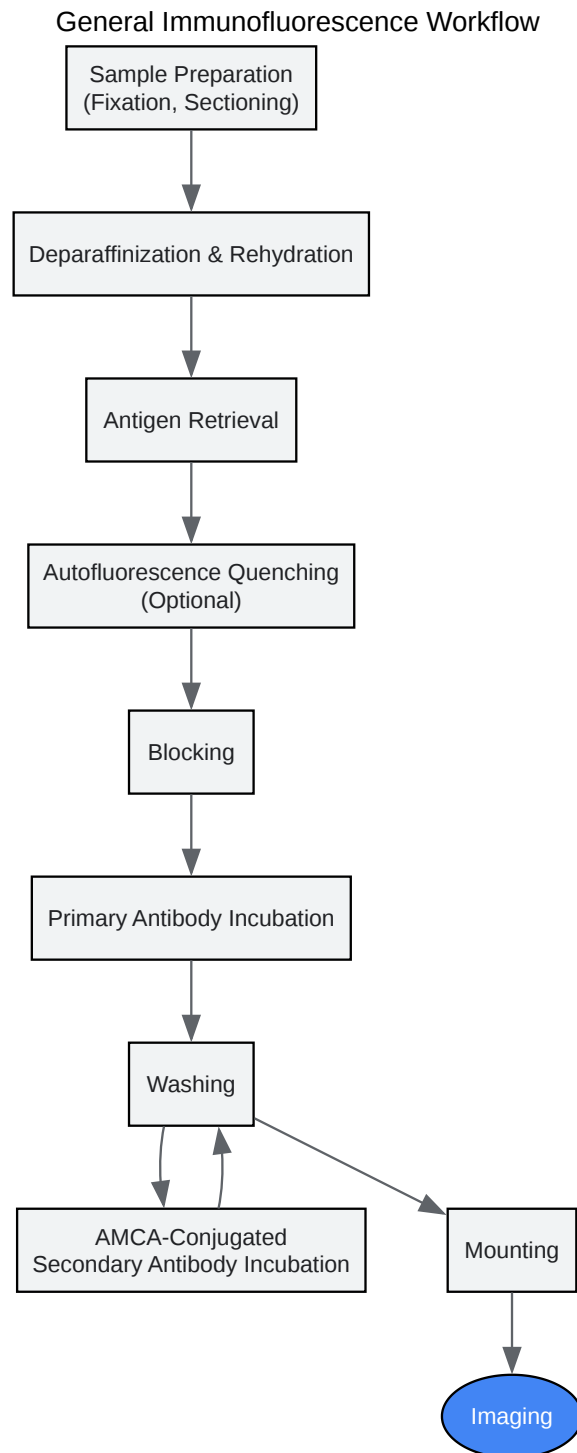 General Immunofluorescence Workflow
Sample Preparation
(Fixation, Sectioning)
Deparaffinization & Rehydration
Antigen Retrieval
Autofluorescence Quenching
(Optional)
Blocking
Primary Antibody Incubation
Washing
AMCA-Conjugated
Secondary Antibody Incubation
Mounting
Imaging